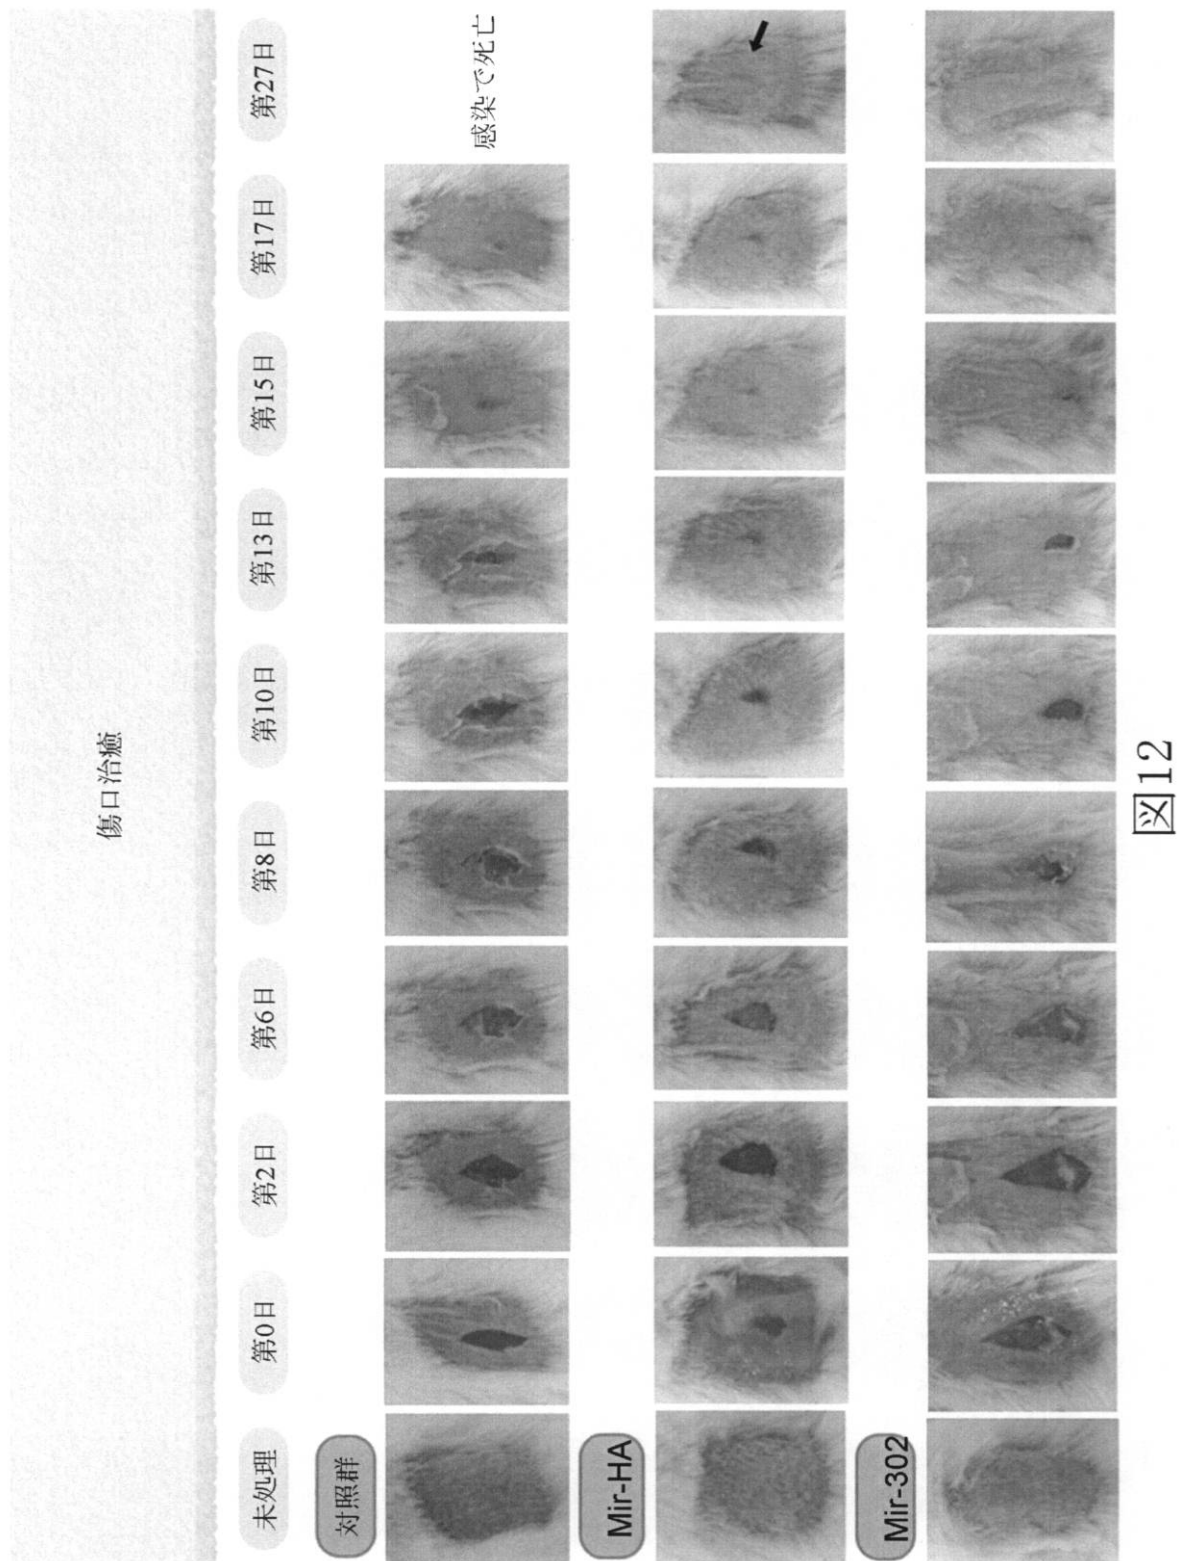 傷口治癒
未処理
第0日
第2日
第6日
第8日
第10日
第13日
第15日
第17日
第27日
対照群
感染で死亡
Mir-HA
Mir-302
図12